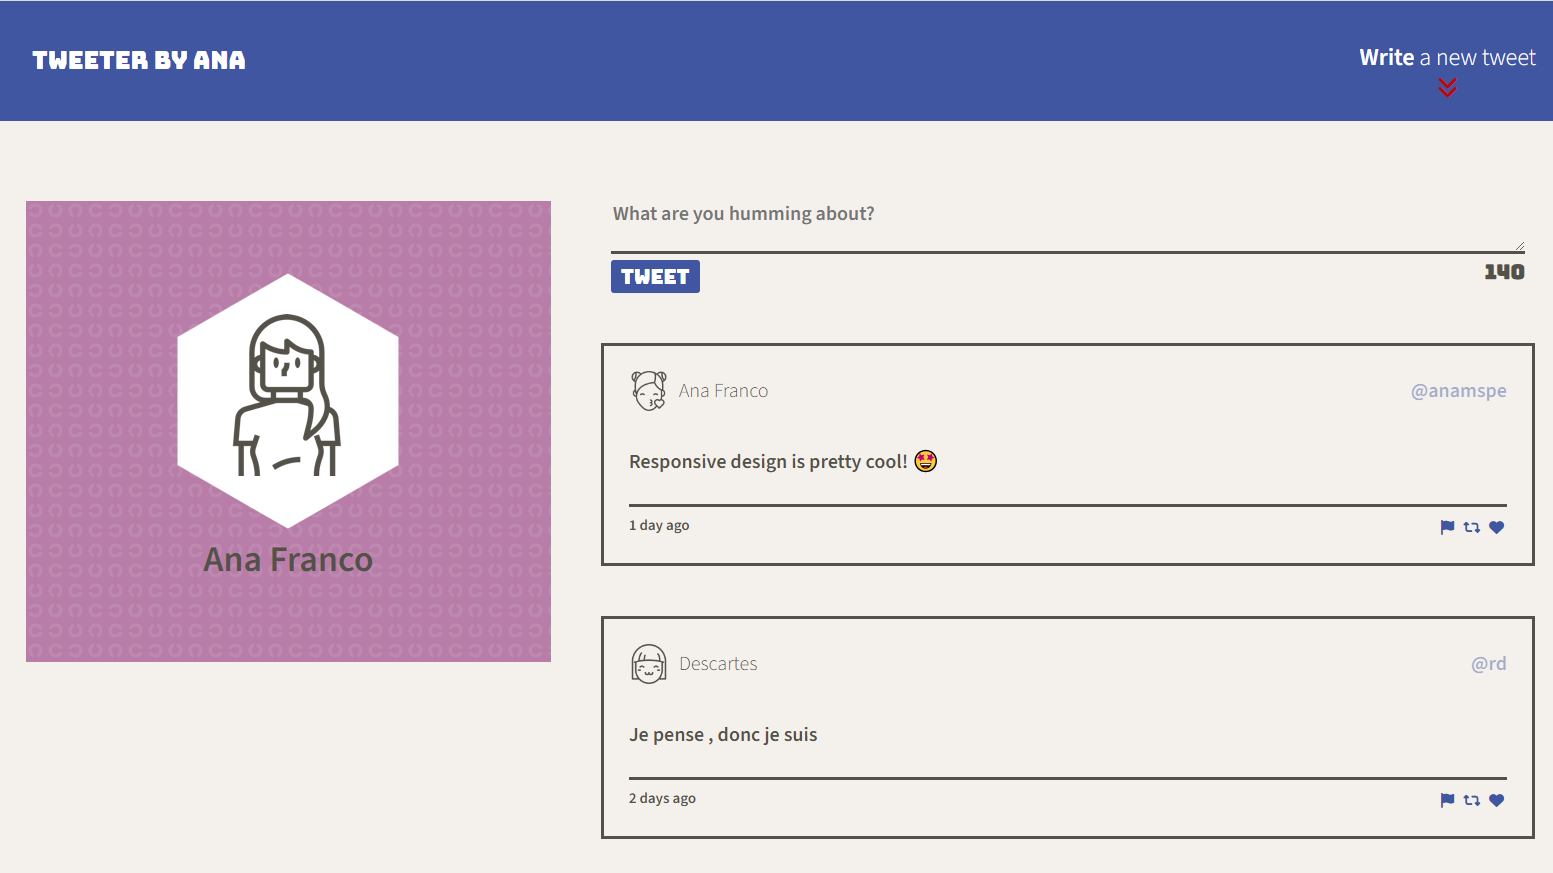 TWEETER BY ANA
Write a new tweet
Ana Franco
What are you humming about?
TWEET
140
Ana Franco
@anamspe
Responsive design is pretty cool! 🤩
1 day ago
Descartes
@rd
Je pense , donc je suis
2 days ago